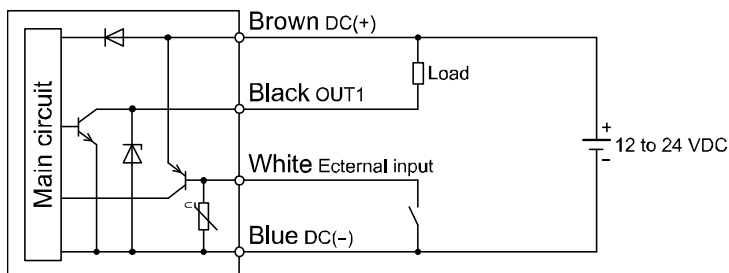 Brown DC(+)
Main circuit
Load
Black OUT1
+
12 to 24 VDC
−
White Ecternal input
⊂
Blue DC(−)